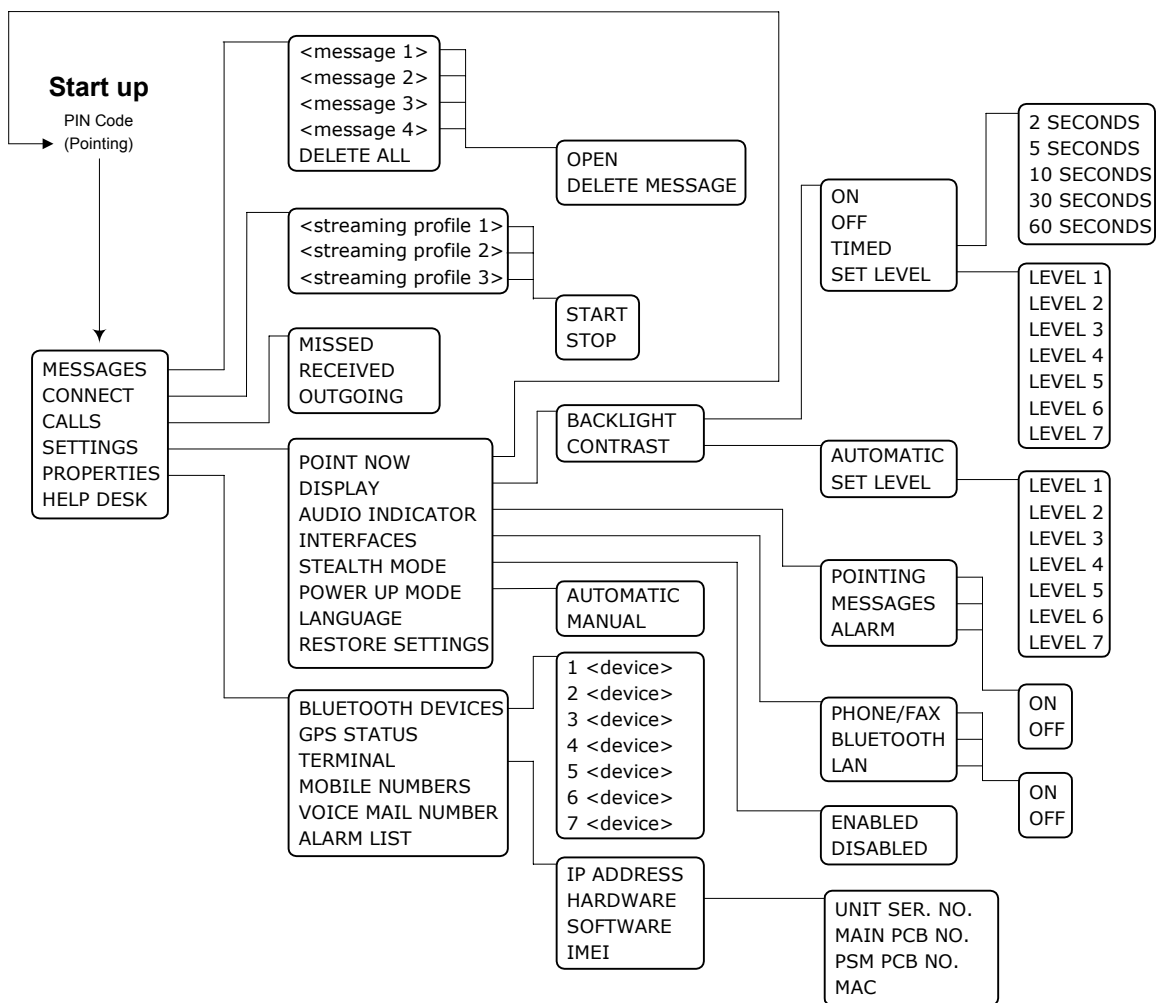 Start up
PIN Code
(Pointing)
MESSAGES
CONNECT
CALLS
SETTINGS
PROPERTIES
HELP DESK
<message 1>
<message 2>
<message 3>
<message 4>
DELETE ALL
OPEN
DELETE MESSAGE
<streaming profile 1>
<streaming profile 2>
<streaming profile 3>
START
STOP
MISSED
RECEIVED
OUTGOING
POINT NOW
DISPLAY
AUDIO INDICATOR
INTERFACES
STEALTH MODE
POWER UP MODE
LANGUAGE
RESTORE SETTINGS
BACKLIGHT
CONTRAST
ON
OFF
TIMED
SET LEVEL
2 SECONDS
5 SECONDS
10 SECONDS
30 SECONDS
60 SECONDS
LEVEL 1
LEVEL 2
LEVEL 3
LEVEL 4
LEVEL 5
LEVEL 6
LEVEL 7
AUTOMATIC
SET LEVEL
LEVEL 1
LEVEL 2
LEVEL 3
LEVEL 4
LEVEL 5
LEVEL 6
LEVEL 7
POINTING
MESSAGES
ALARM
ON
OFF
PHONE/FAX
BLUETOOTH
LAN
ON
OFF
ENABLED
DISABLED
AUTOMATIC
MANUAL
BLUETOOTH DEVICES
GPS STATUS
TERMINAL
MOBILE NUMBERS
VOICE MAIL NUMBER
ALARM LIST
1 <device>
2 <device>
3 <device>
4 <device>
5 <device>
6 <device>
7 <device>
IP ADDRESS
HARDWARE
SOFTWARE
IMEI
UNIT SER. NO.
MAIN PCB NO.
PSM PCB NO.
MAC